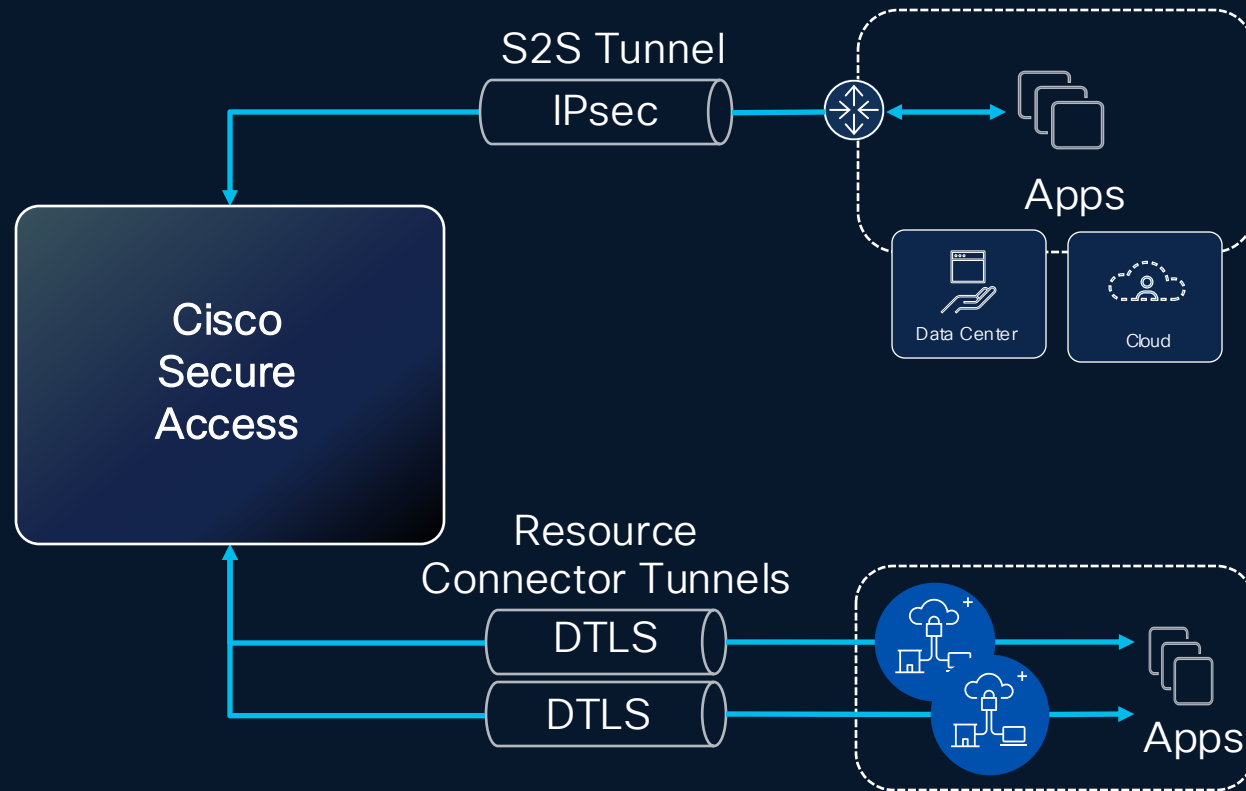 S2S Tunnel
IPsec
Apps
Data Center
Cloud
Cisco
Secure
Access
Resource
Connector Tunnels
DTLS
DTLS
Apps